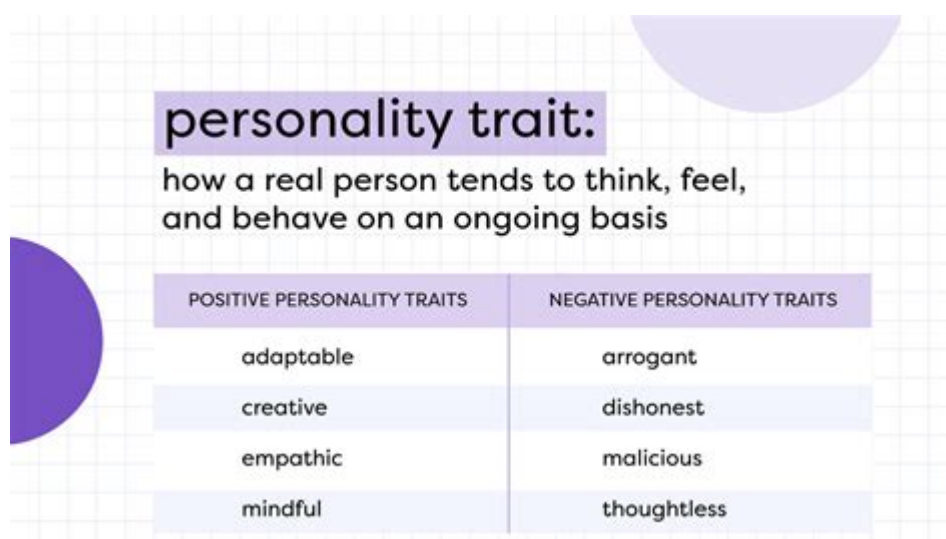 personality trait:
how a real person tends to think, feel,
and behave on an ongoing basis
POSITIVE PERSONALITY TRAITS NEGATIVE PERSONALITY TRAITS
adaptable arrogant
creative dishonest
empathic malicious
mindful thoughtless